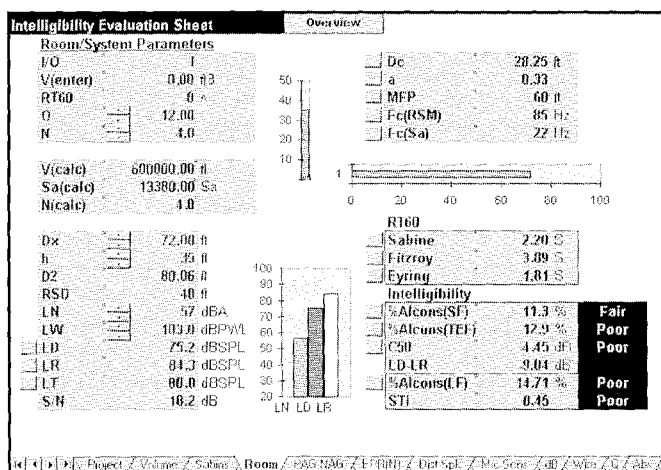 Intelligibility Evaluation Sheet
Overview
Room/System Parameters
I/O I
V(enter) 0.00 ft3
RT60 0 s
Q 12.00
N 1.0
V(calc) 600000.00 ft
Sa(calc) 13380.00 Sa
N(calc) 1.0
Dx 72.00 ft
h 35 ft
D2 80.06 ft
RSD 40 ft
LN 57 dBA
LW 103.0 dBPWL
LD 75.2 dBSPL
LR 84.3 dBSPL
LT dBSPL
S/N 18.2 dB
50
40
30
20
10
100
90
80
70
60
50
40
30
20
LN LD LR
Dc 28.25 ft
a 0.33
MFP 60 ft
Fc(RSM) 85 Hz
Fc(Sa) 22 Hz
1
0 20 40 60 80 100
RT60
Sabine 2.20 S
Fitzroy 3.89 S
Eyring 1.81 S
Intelligibility
%Alcons(SF) 11.3 % Fair
%Alcons(TEF) 12.9 % Poor
C50 4.45 dB Poor
LD-LR -9.04 dB
%Alcons(LF) 14.71 % Poor
STI 0.45 Poor
Project Volume Sabins Room PAG NAG EPR(N) Dist Spk Mic Sens dB Wire Q Abs